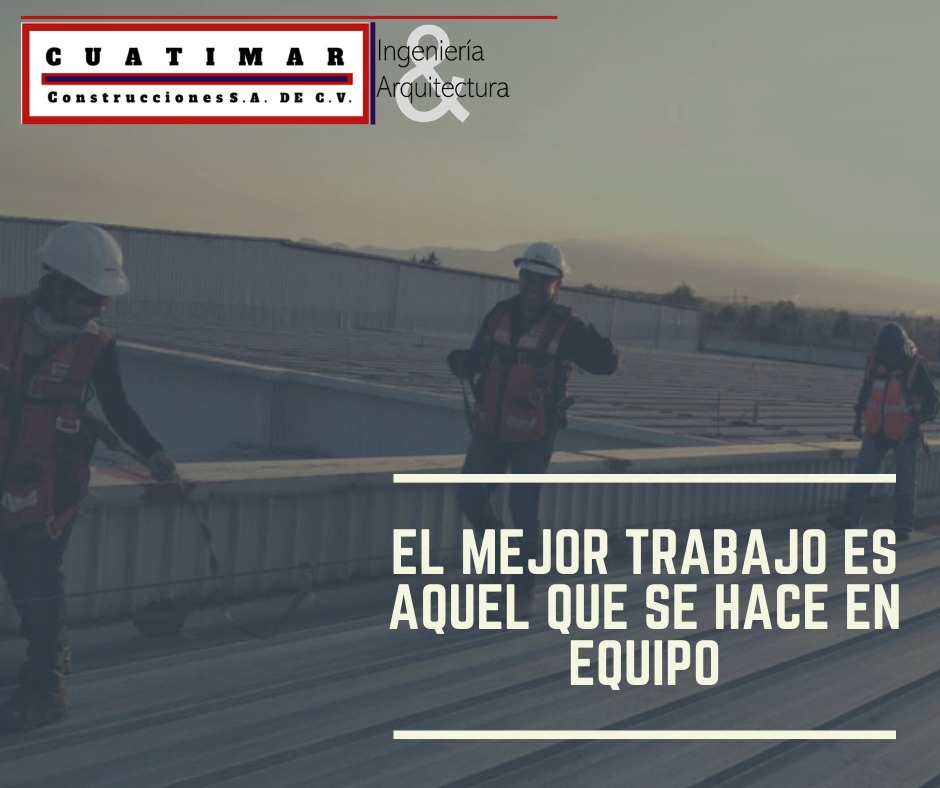 CUATIMAR
Construcciones S.A. DE C.V.
Ingeniería
&
Arquitectura
EL MEJOR TRABAJO ES
AQUEL QUE SE HACE EN
EQUIPO